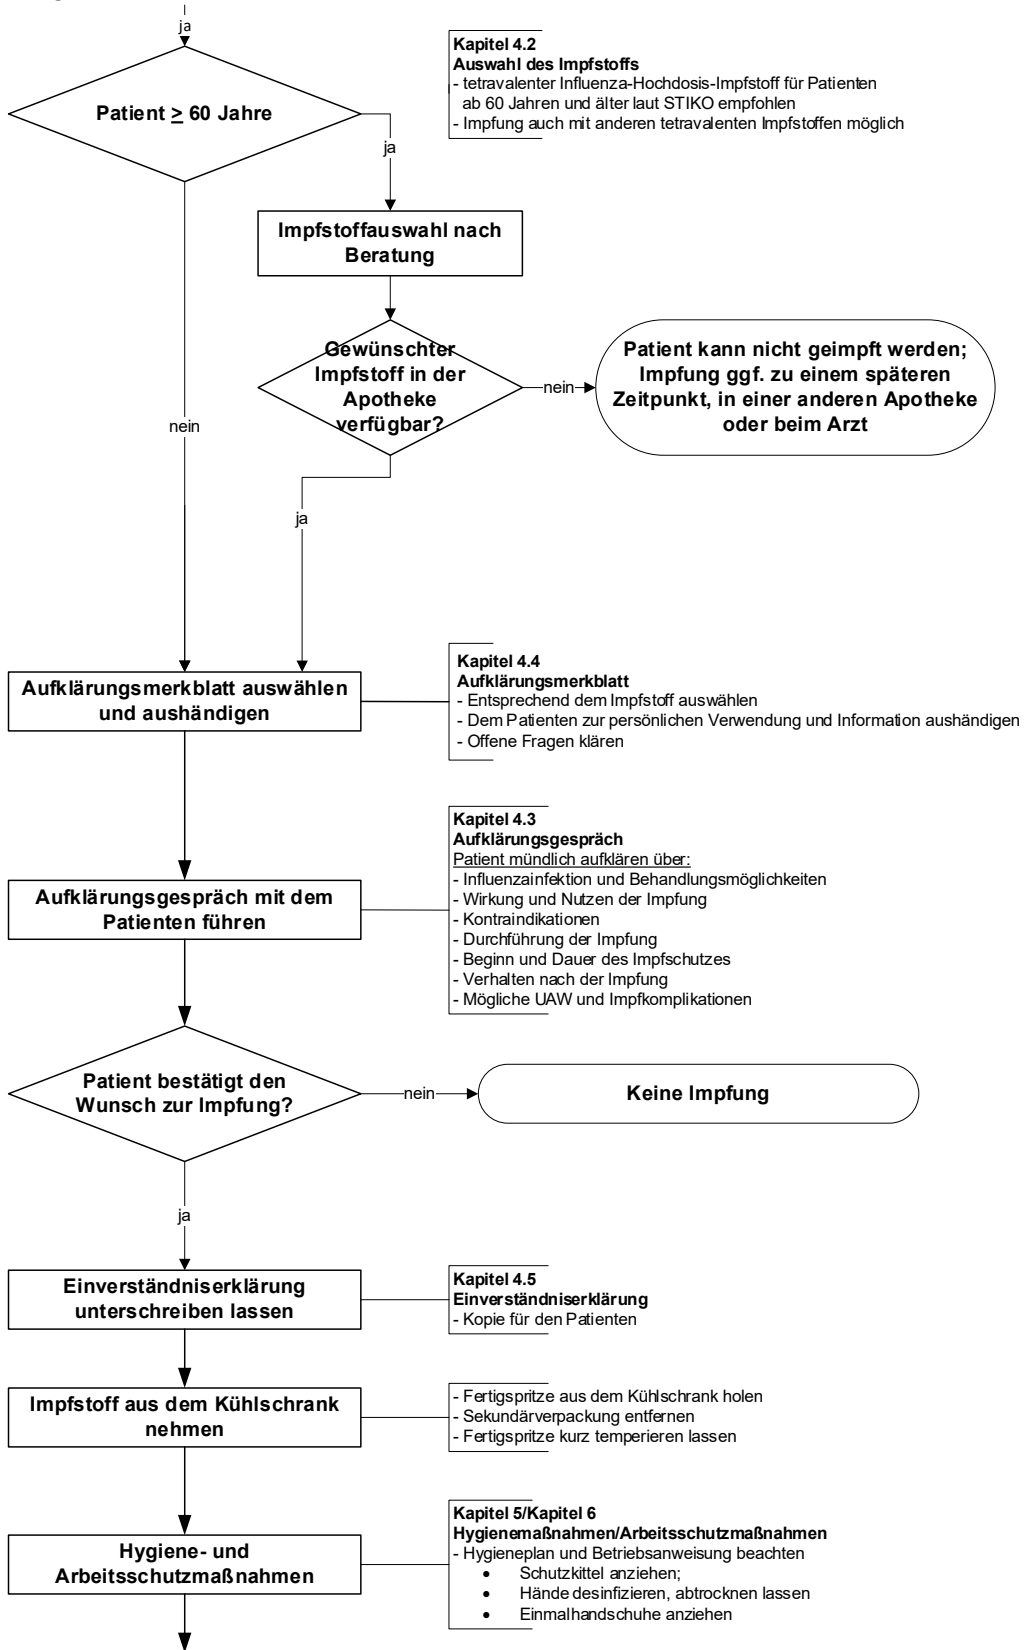 ja
Kapitel 4.2
Auswahl des Impfstoffs
- tetravalenter Influenza-Hochdosis-Impfstoff für Patienten
ab 60 Jahren und älter laut STIKO empfohlen
- Impfung auch mit anderen tetravalenten Impfstoffen möglich
Patient ≥ 60 Jahre
ja
Impfstoffauswahl nach
Beratung
Gewünschter
Impfstoff in der
Apotheke
verfügbar?
nein
Patient kann nicht geimpft werden;
Impfung ggf. zu einem späteren
Zeitpunkt, in einer anderen Apotheke
oder beim Arzt
nein
ja
Aufklärungsmerkblatt auswählen
und aushändigen
Kapitel 4.4
Aufklärungsmerkblatt
- Entsprechend dem Impfstoff auswählen
- Dem Patienten zur persönlichen Verwendung und Information aushändigen
- Offene Fragen klären
Aufklärungsgespräch mit dem
Patienten führen
Kapitel 4.3
Aufklärungsgespräch
Patient mündlich aufklären über:
- Influenzainfektion und Behandlungsmöglichkeiten
- Wirkung und Nutzen der Impfung
- Kontraindikationen
- Durchführung der Impfung
- Beginn und Dauer des Impfschutzes
- Verhalten nach der Impfung
- Mögliche UAW und Impfkomplikationen
Patient bestätigt den
Wunsch zur Impfung?
nein
Keine Impfung
ja
Einverständniserklärung
unterschreiben lassen
Kapitel 4.5
Einverständniserklärung
- Kopie für den Patienten
Impfstoff aus dem Kühlschrank
nehmen
- Fertigspritze aus dem Kühlschrank holen
- Sekundärverpackung entfernen
- Fertigspritze kurz temperieren lassen
Hygiene- und
Arbeitsschutzmaßnahmen
Kapitel 5/Kapitel 6
Hygienemaßnahmen/Arbeitsschutzmaßnahmen
- Hygieneplan und Betriebsanweisung beachten
• Schutzkittel anziehen;
• Hände desinfizieren, abtrocknen lassen
• Einmalhandschuhe anziehen